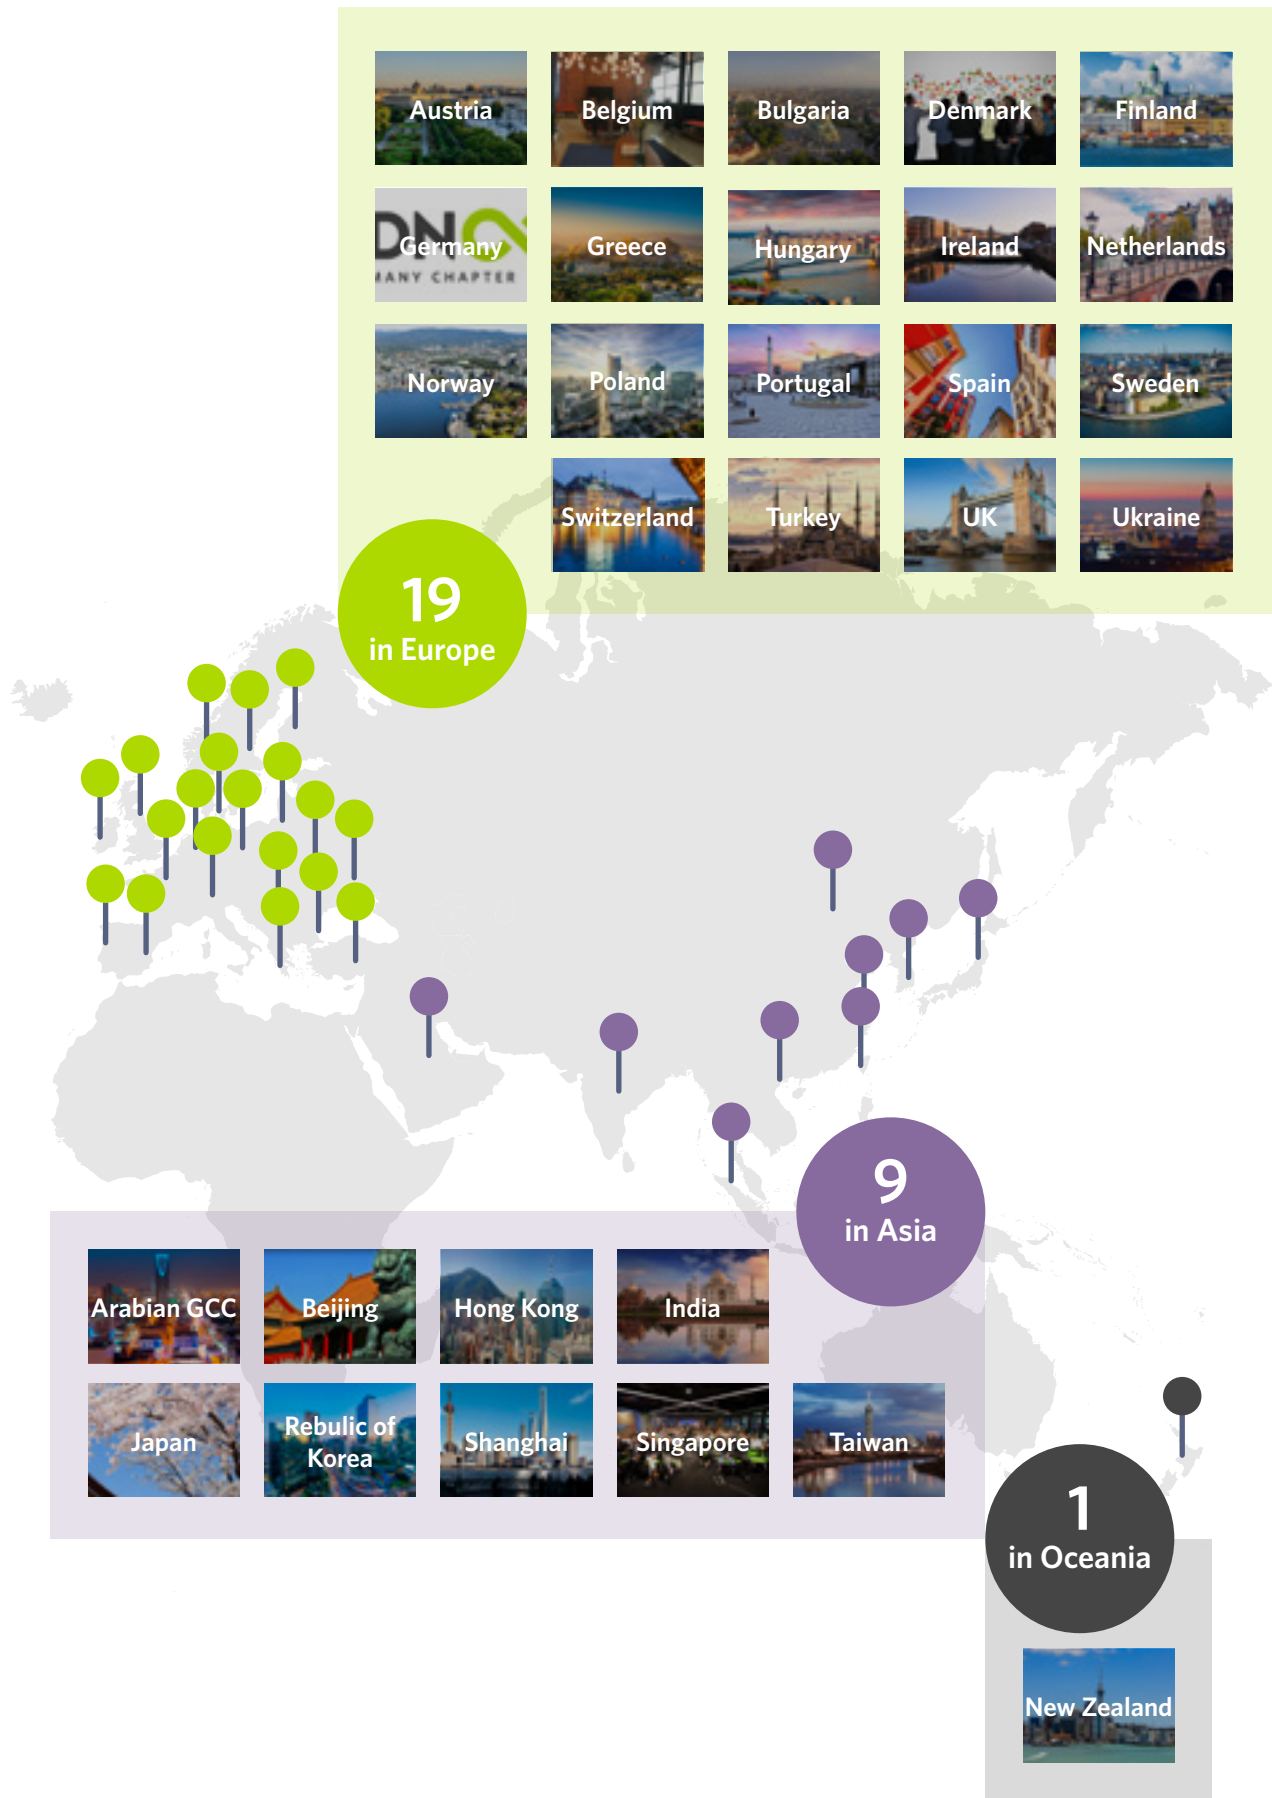 Austria
Belgium
Bulgaria
Denmark
Finland
DN
Germany
MANY CHAPTER
Greece
Hungary
Ireland
Netherlands
Norway
Poland
Portugal
Spain
Sweden
Switzerland
Turkey
UK
Ukraine
19
in Europe
9
in Asia
Arabian GCC
Beijing
Hong Kong
India
Japan
Rebulic of
Korea
Shanghai
Singapore
Taiwan
1
in Oceania
New Zealand